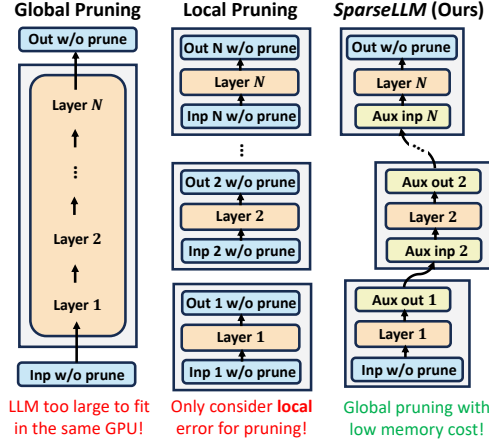 Global Pruning
Out w/o prune
Layer N
⋮
Layer 2
Layer 1
Inp w/o prune
LLM too large to fit
in the same GPU!
Local Pruning
Out N w/o prune
Layer N
Inp N w/o prune
...
Out 2 w/o prune
Layer 2
Inp 2 w/o prune
Out 1 w/o prune
Layer 1
Inp 1 w/o prune
Only consider local
error for pruning!
SparseLLM (Ours)
Out w/o prune
Layer N
Aux inp N
Aux out 2
Layer 2
Aux inp 2
Aux out 1
Layer 1
Inp w/o prune
Global pruning with
low memory cost!